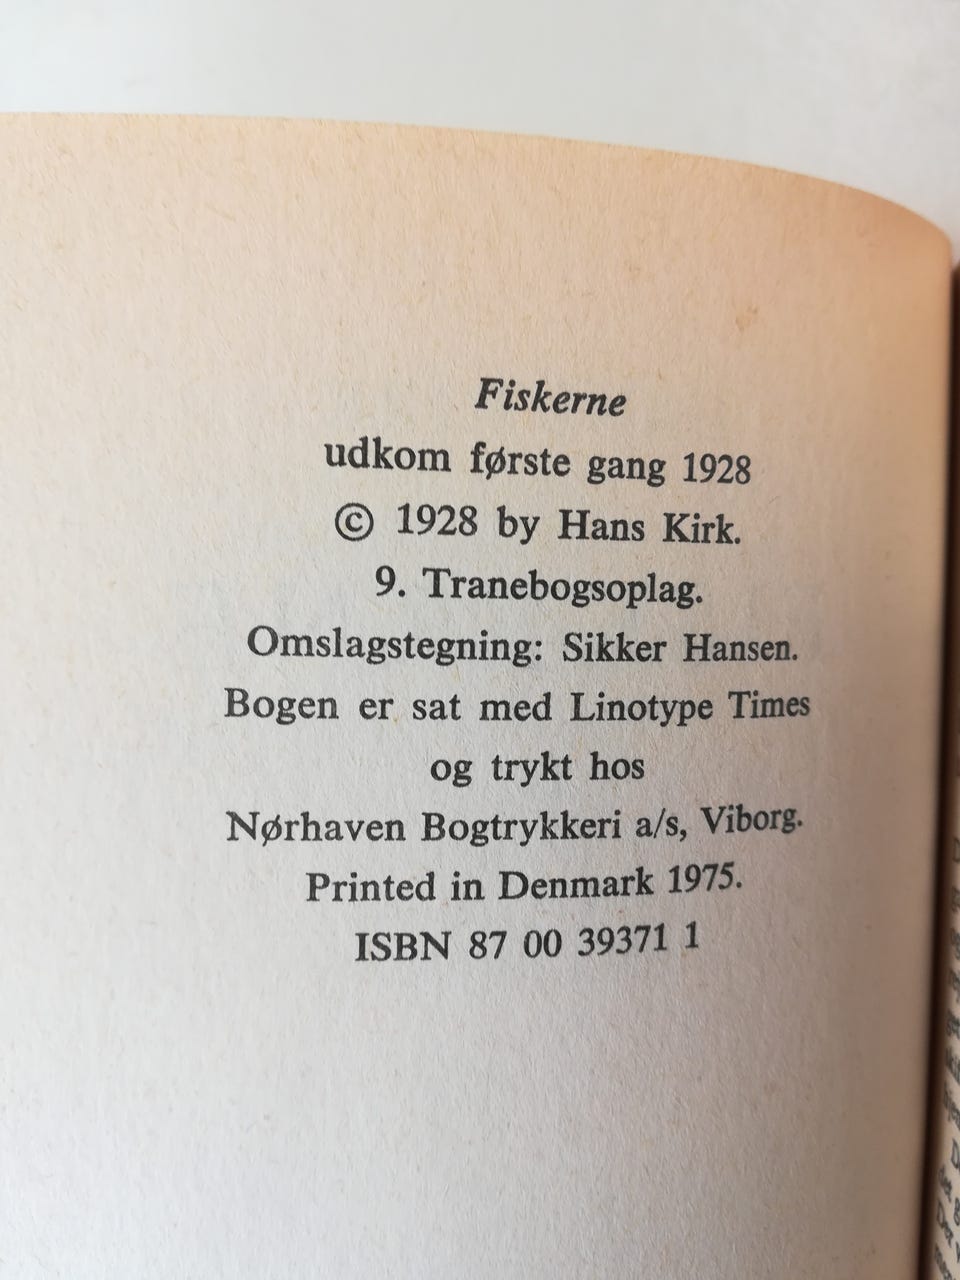 Fiskerne
udkom første gang 1928
© 1928 by Hans Kirk.
9. Tranebogsoplag.
Omslagstegning: Sikker Hansen.
Bogen er sat med Linotype Times
og trykt hos
Nørhaven Bogtrykkeri a/s, Viborg.
Printed in Denmark 1975.
ISBN 87 00 39371 1